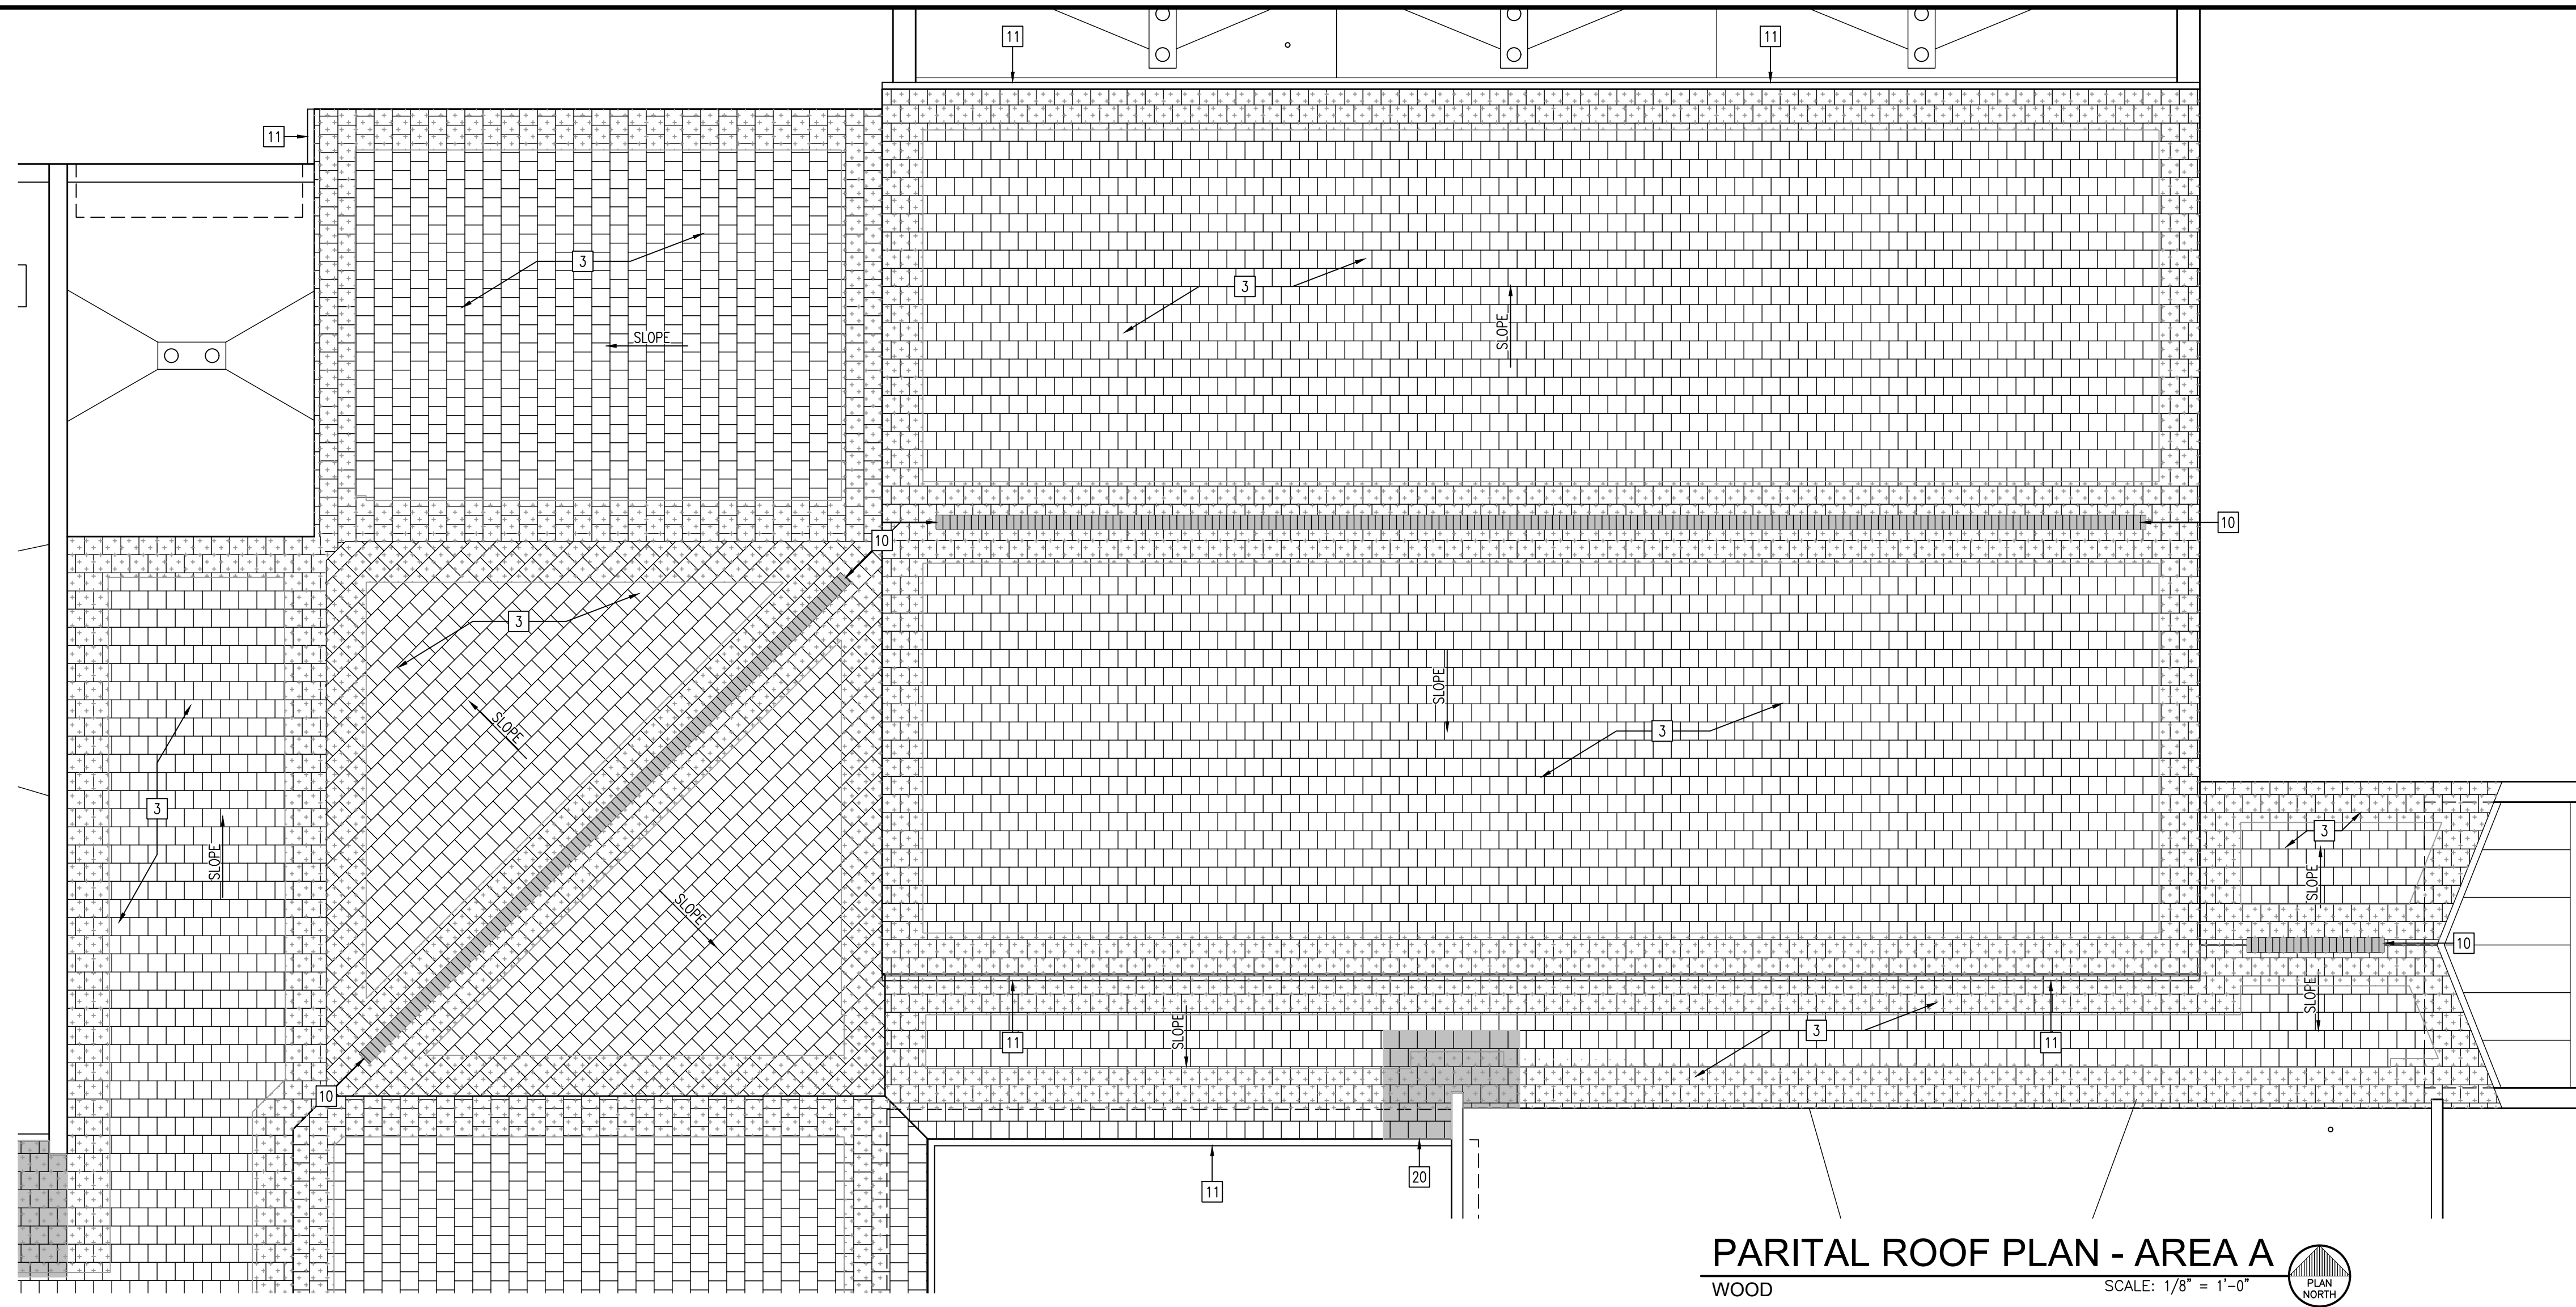 11
11
11
3
3
SLOPE
SLOPE
10
10
3
3
SLOPE
SLOPE
3
SLOPE
3
SLOPE
SLOPE
3
SLOPE
10
SLOPE
11
SLOPE
3
11
10
11
20
PARITAL ROOF PLAN - AREA A
WOOD
SCALE: 1/8" = 1'-0"
PLAN
NORTH